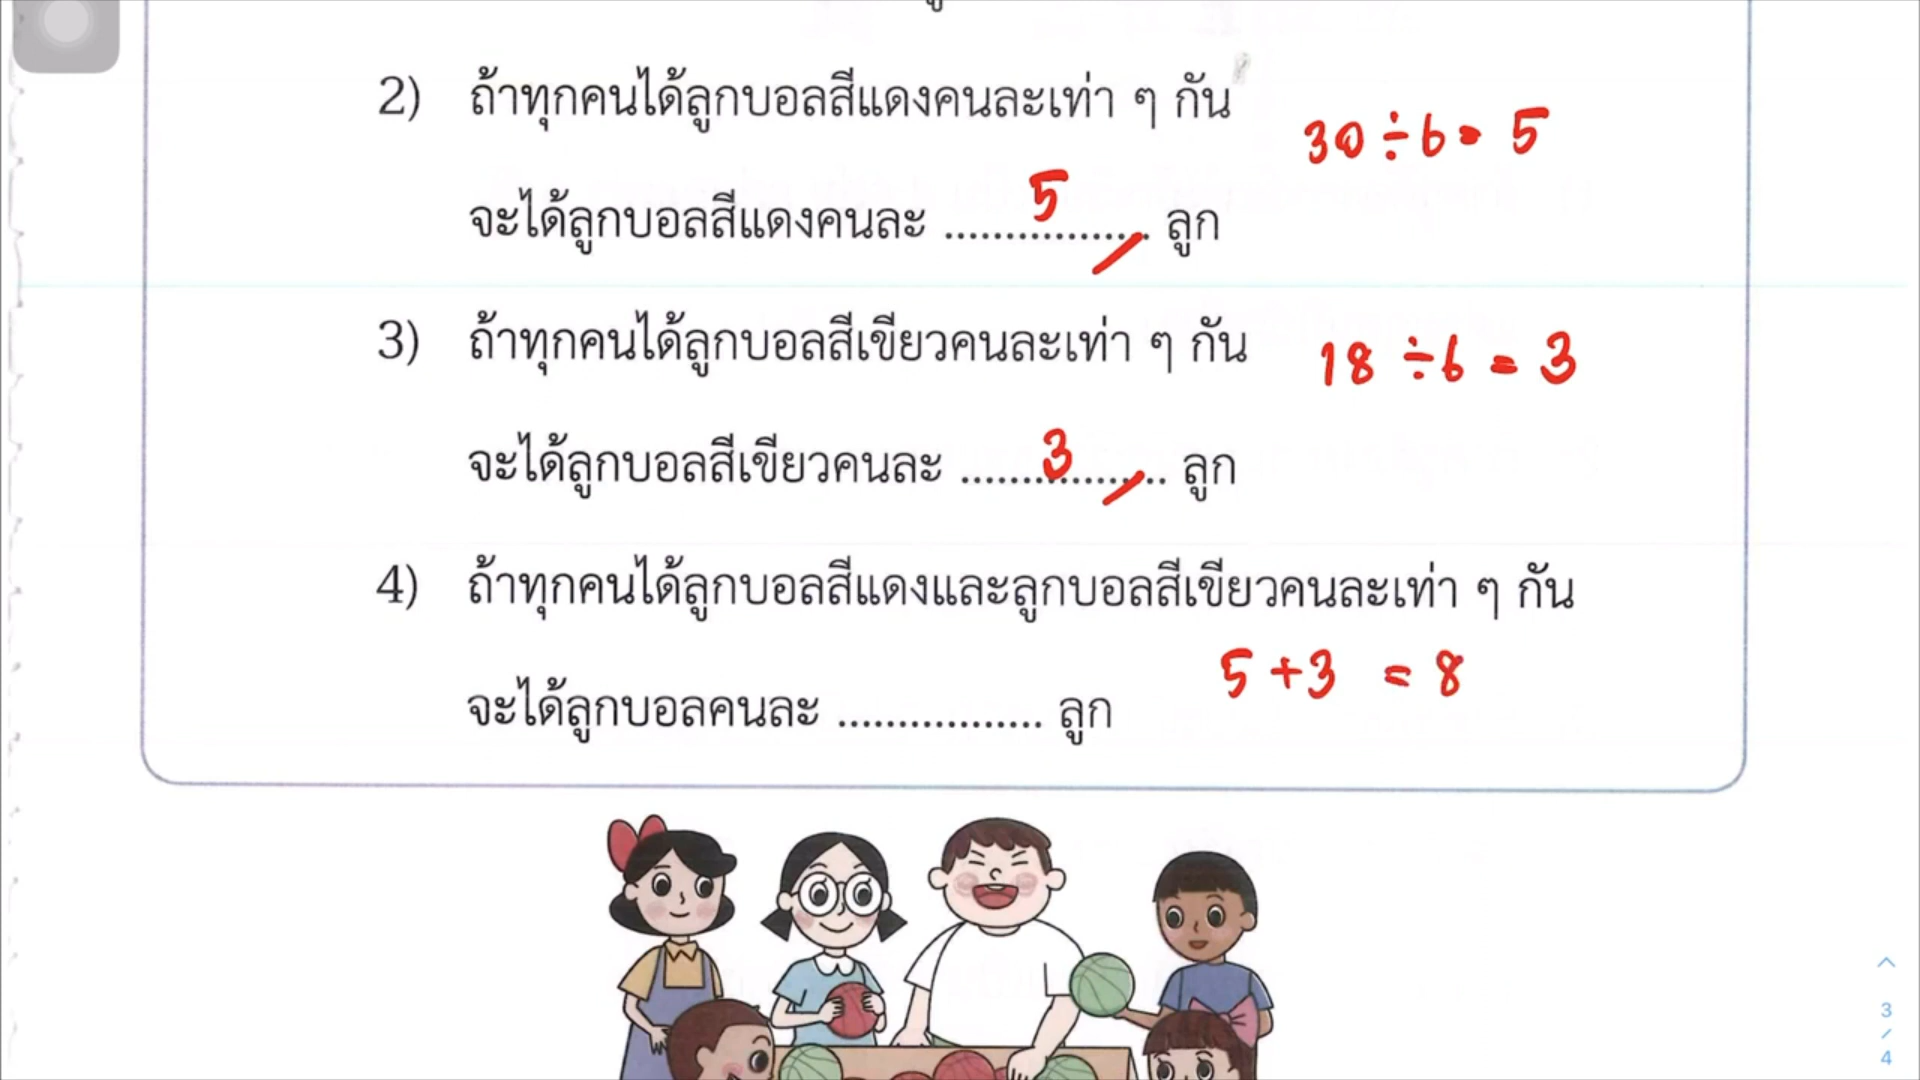 2) ถ้าทุกคนได้ลูกบอลสีแดงคนละเท่า ๆ กัน
30 ÷ 6 = 5
จะได้ลูกบอลสีแดงคนละ ........5........ ลูก
3) ถ้าทุกคนได้ลูกบอลสีเขียวคนละเท่า ๆ กัน
18 ÷ 6 = 3
จะได้ลูกบอลสีเขียวคนละ ........3........ ลูก
4) ถ้าทุกคนได้ลูกบอลสีแดงและลูกบอลสีเขียวคนละเท่า ๆ กัน
5 + 3 = 8
จะได้ลูกบอลคนละ ................. ลูก
3
/
4